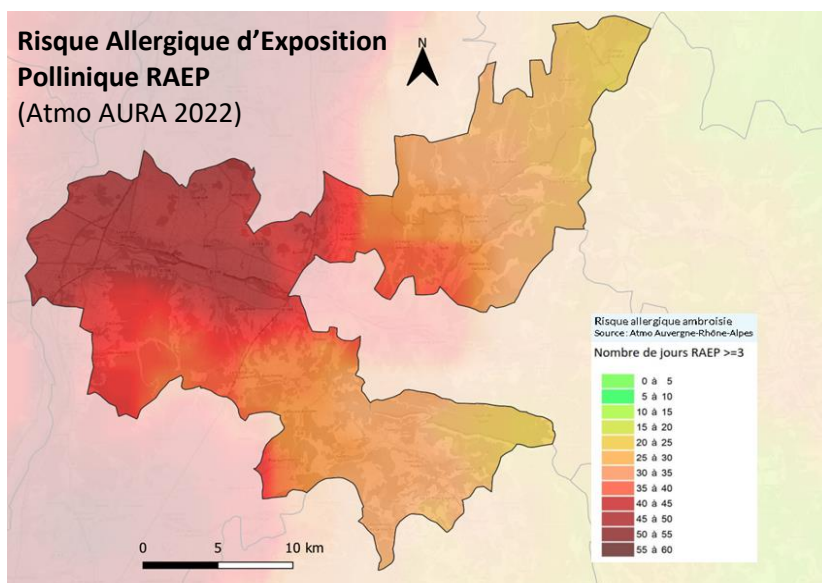 Risque Allergique d’Exposition
Pollinique RAEP
(Atmo AURA 2022)
N
Risque allergique ambroisie
Source: Atmo Auvergne-Rhône-Alpes
Nombre de jours RAEP >=3
0 à 5
5 à 10
10 à 15
15 à 20
20 à 25
25 à 30
30 à 35
35 à 40
40 à 45
45 à 50
50 à 55
55 à 60
0 5 10 km